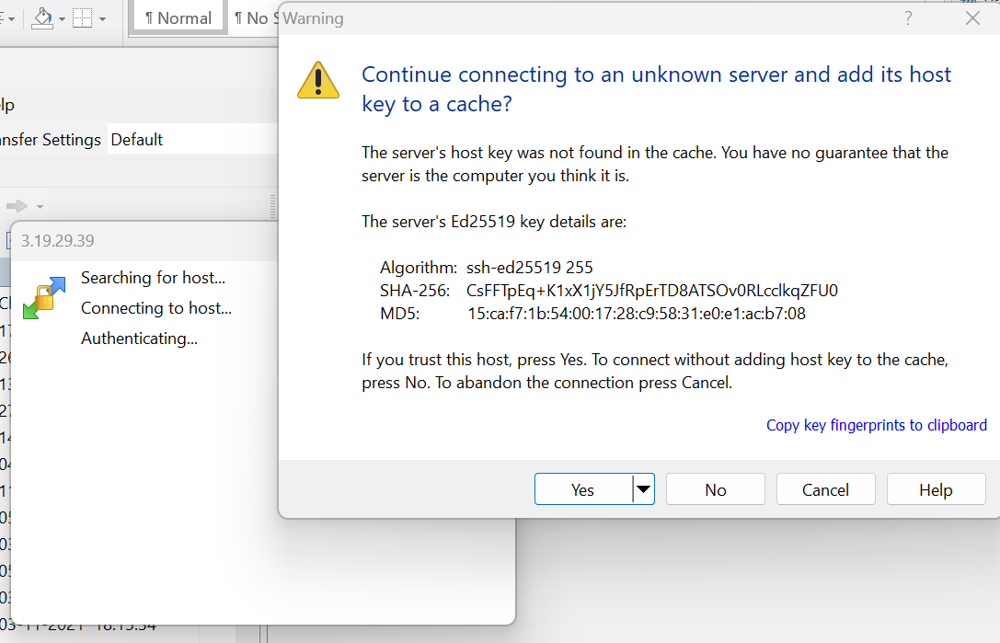 ¶ Normal
¶ No S
Warning
?
Continue connecting to an unknown server and add its host
key to a cache?
The server's host key was not found in the cache. You have no guarantee that the
server is the computer you think it is.
The server's Ed25519 key details are:
Algorithm: ssh-ed25519 255
SHA-256: CsFFTpEq+K1xX1jY5JfRpErTD8ATSOv0RLcclkqZFU0
MD5: 15:ca:f7:1b:54:00:17:28:c9:58:31:e0:e1:ac:b7:08
If you trust this host, press Yes. To connect without adding host key to the cache,
press No. To abandon the connection press Cancel.
Copy key fingerprints to clipboard
Yes
No
Cancel
Help
lp
nsfer Settings Default
3.19.29.39
Searching for host...
Connecting to host...
Authenticating...